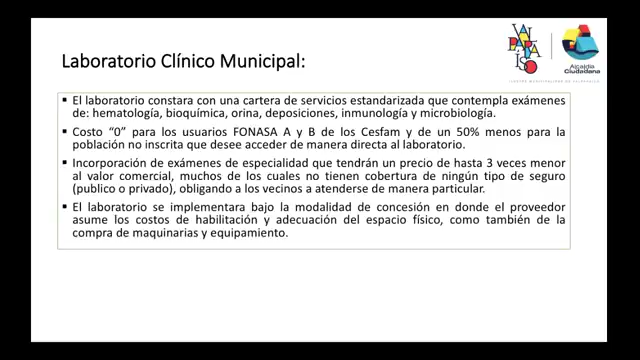 VAL
PARA
ÍSO
Alcaldía
Ciudadana
Laboratorio Clínico Municipal:
▪ El laboratorio constara con una cartera de servicios estandarizada que contempla exámenes
de: hematología, bioquímica, orina, deposiciones, inmunología y microbiología.
▪ Costo “0” para los usuarios FONASA A y B de los Cesfam y de un 50% menos para la
población no inscrita que desee acceder de manera directa al laboratorio.
▪ Incorporación de exámenes de especialidad que tendrán un precio de hasta 3 veces menor
al valor comercial, muchos de los cuales no tienen cobertura de ningún tipo de seguro
(publico o privado), obligando a los vecinos a atenderse de manera particular.
▪ El laboratorio se implementara bajo la modalidad de concesión en donde el proveedor
asume los costos de habilitación y adecuación del espacio físico, como también de la
compra de maquinarias y equipamiento.